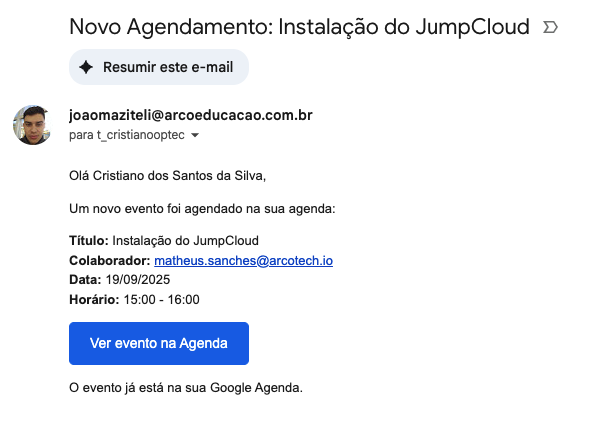 Novo Agendamento: Instalação do JumpCloud
Resumir este e-mail
joaomaziteli@arcoeducacao.com.br
para t_cristianooptec
Olá Cristiano dos Santos da Silva,
Um novo evento foi agendado na sua agenda:
Título: Instalação do JumpCloud
Colaborador: matheus.sanches@arcotech.io
Data: 19/09/2025
Horário: 15:00 - 16:00
Ver evento na Agenda
O evento já está na sua Google Agenda.